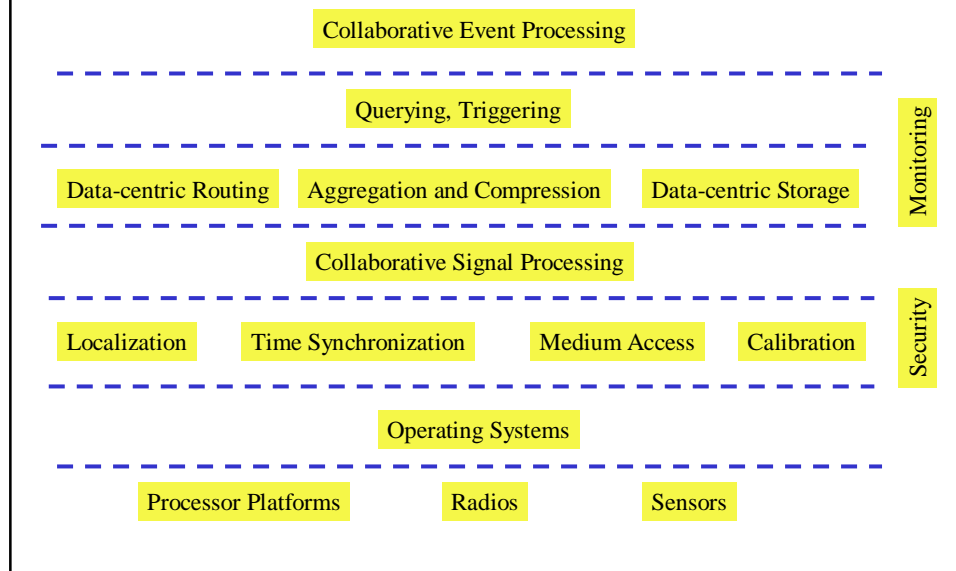 Collaborative Event Processing
Querying, Triggering
Monitoring
Data-centric Routing
Aggregation and Compression
Data-centric Storage
Collaborative Signal Processing
Security
Localization
Time Synchronization
Medium Access
Calibration
Operating Systems
Processor Platforms
Radios
Sensors